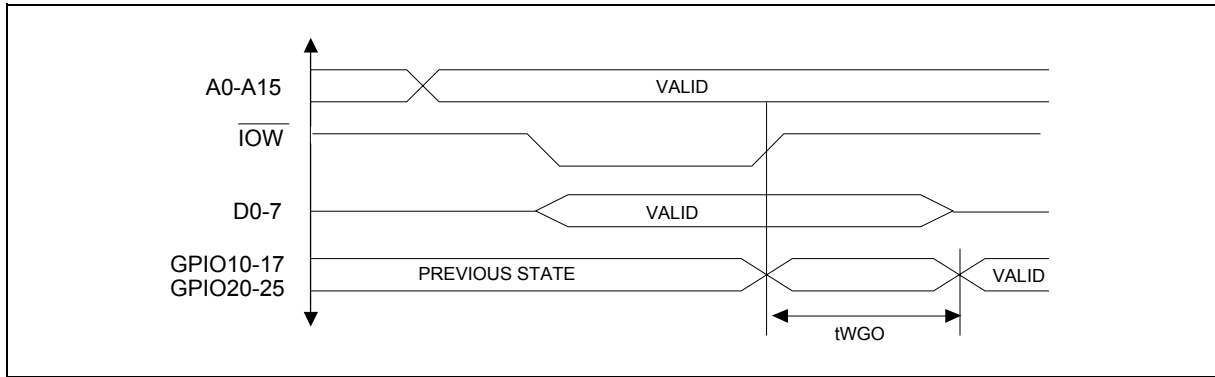 A0-A15
VALID
IOW
D0-7
VALID
GPIO10-17
GPIO20-25
PREVIOUS STATE
VALID
tWGO